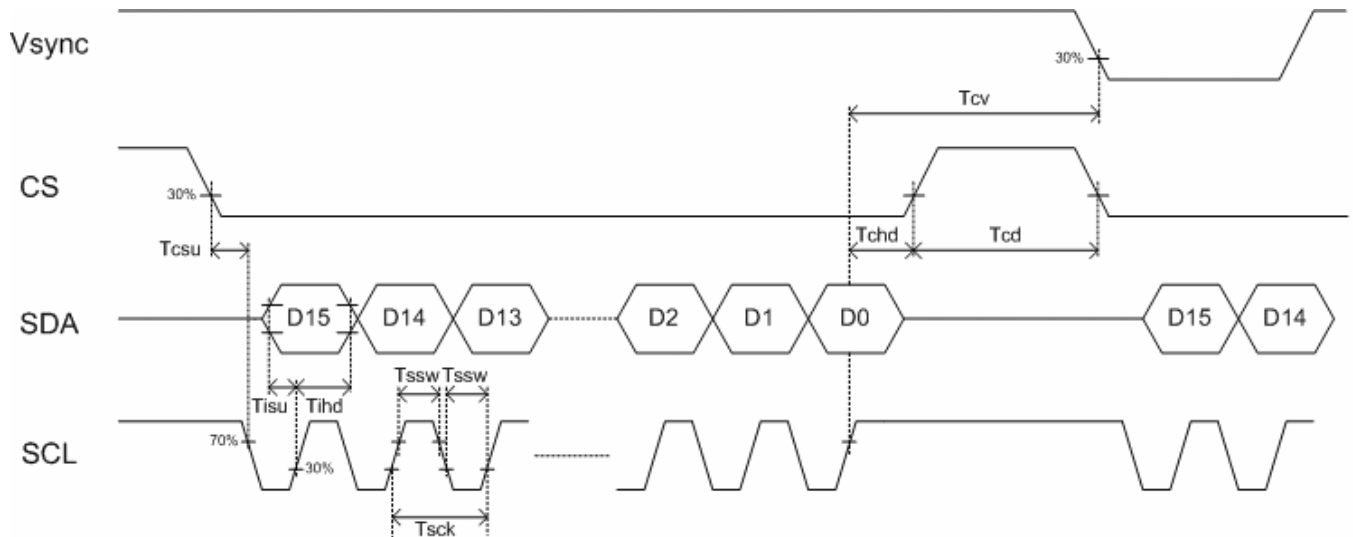 Vsync
30%
Tcv
CS
30%
Tcsu
Tchd
Tcd
SDA
D15
D14
D13
D2
D1
D0
D15
D14
Tisu
Tihd
Tssw
Tssw
SCL
70%
30%
Tsck